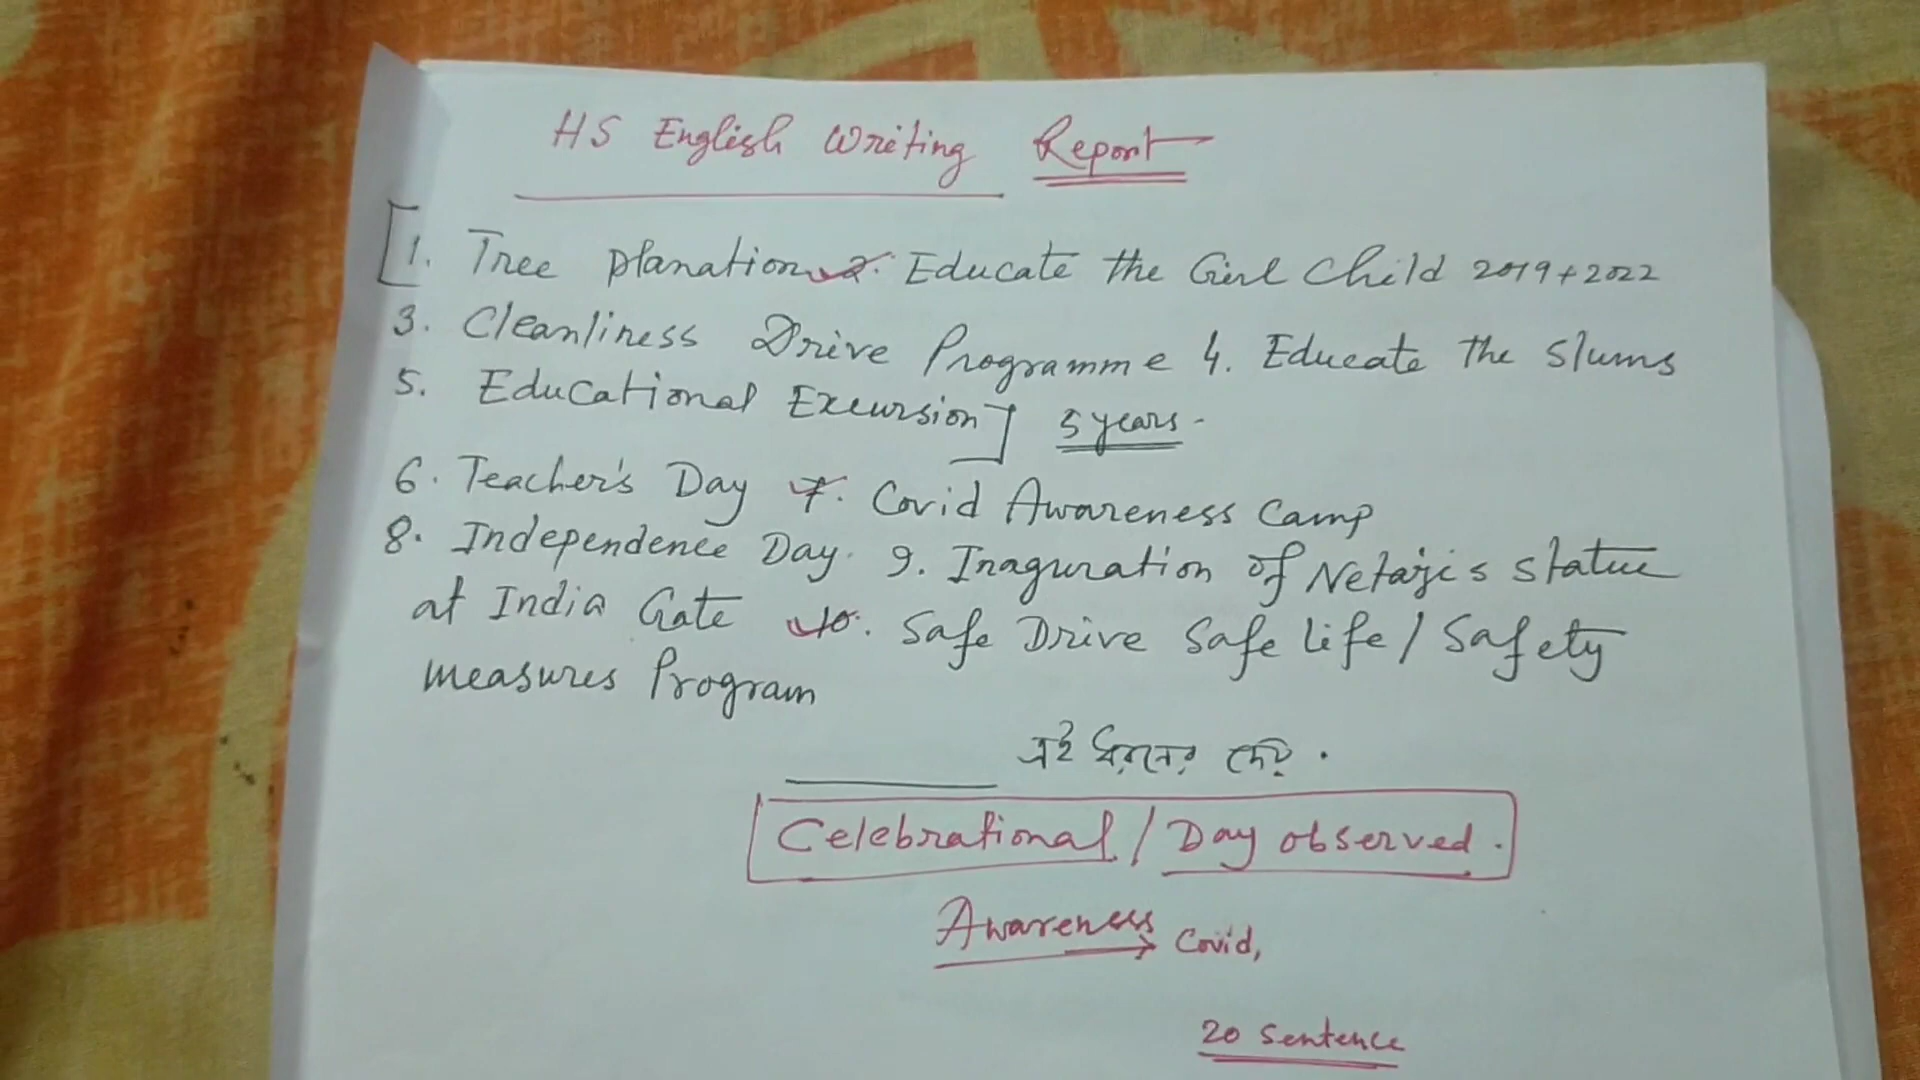 HS English Writing Report
[1. Tree planation 2. Educate the Girl Child 2019+2022
3. Cleanliness Drive Programme 4. Educate the Slums
5. Educational Excursion] 5 years -
6. Teacher's Day 7. Covid Awareness Camp
8. Independence Day. 9. Inaguration of Netaji's statue
at India Gate 10. Safe Drive Safe life / Safety
measures Program
এই ধরনের দেয়.
Celebrational / Day observed.
Awareness → Covid,
20 Sentence